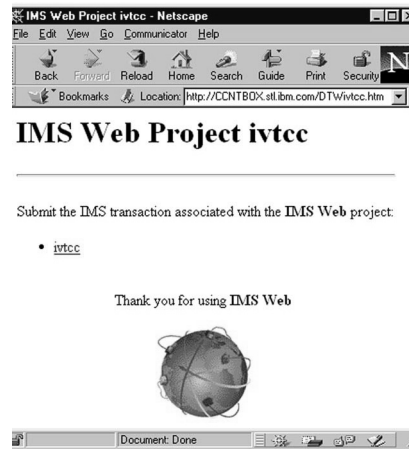 IMS Web Project ivtcc - Netscape
File Edit View Go Communicator Help
Back Forward Reload Home Search Guide Print Security N
Bookmarks Location: http://CCNTBOX.stl.ibm.com/DTWivtcc.htm
IMS Web Project ivtcc
Submit the IMS transaction associated with the IMS Web project:
• ivtcc
Thank you for using IMS Web
Document: Done